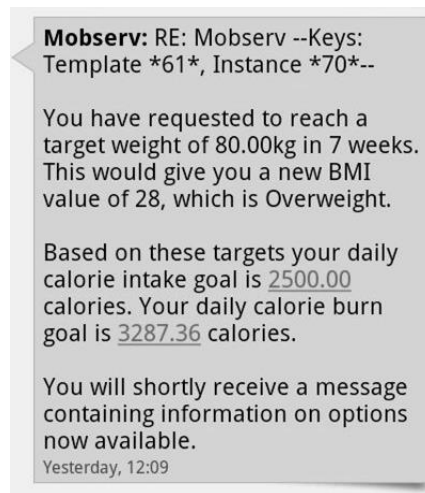 Mobserv: RE: Mobserv --Keys:
Template *61*, Instance *70*--
You have requested to reach a
target weight of 80.00kg in 7 weeks.
This would give you a new BMI
value of 28, which is Overweight.
Based on these targets your daily
calorie intake goal is 2500.00
calories. Your daily calorie burn
goal is 3287.36 calories.
You will shortly receive a message
containing information on options
now available.
Yesterday, 12:09